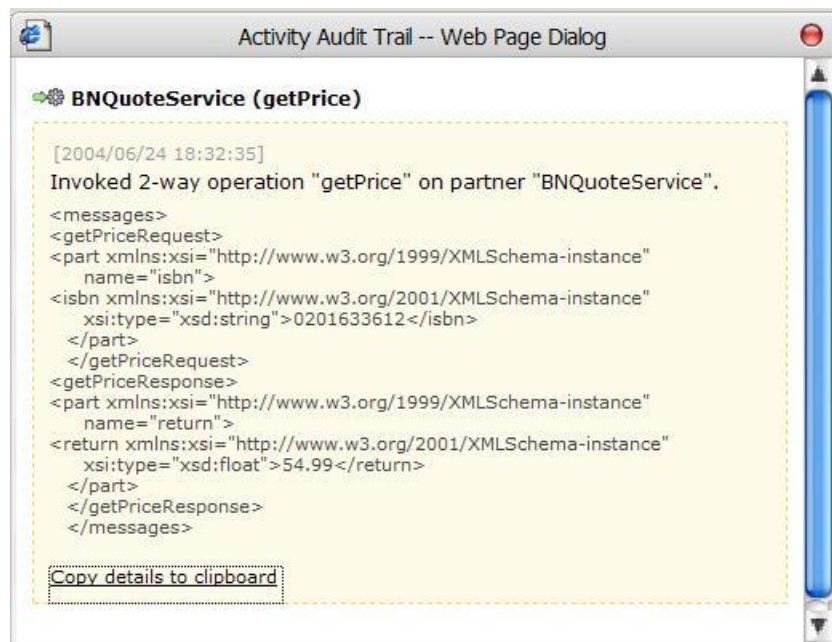 Activity Audit Trail -- Web Page Dialog
BNQuoteService (getPrice)
[2004/06/24 18:32:35]
Invoked 2-way operation "getPrice" on partner "BNQuoteService".
<messages>
<getPriceRequest>
<part xmlns:xsi="http://www.w3.org/1999/XMLSchema-instance"
name="isbn">
<isbn xmlns:xsi="http://www.w3.org/2001/XMLSchema-instance"
xsi:type="xsd:string">0201633612</isbn>
</part>
</getPriceRequest>
<getPriceResponse>
<part xmlns:xsi="http://www.w3.org/1999/XMLSchema-instance"
name="return">
<return xmlns:xsi="http://www.w3.org/2001/XMLSchema-instance"
xsi:type="xsd:float">54.99</return>
</part>
</getPriceResponse>
</messages>
Copy details to clipboard